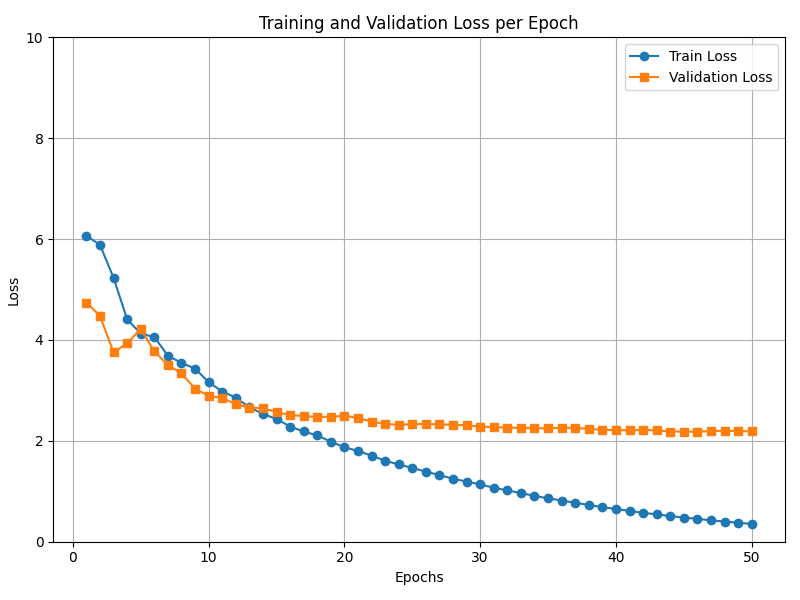 Training and Validation Loss per Epoch
10
8
6
4
2
0
Loss
Train Loss
Validation Loss
0 10 20 30 40 50
Epochs